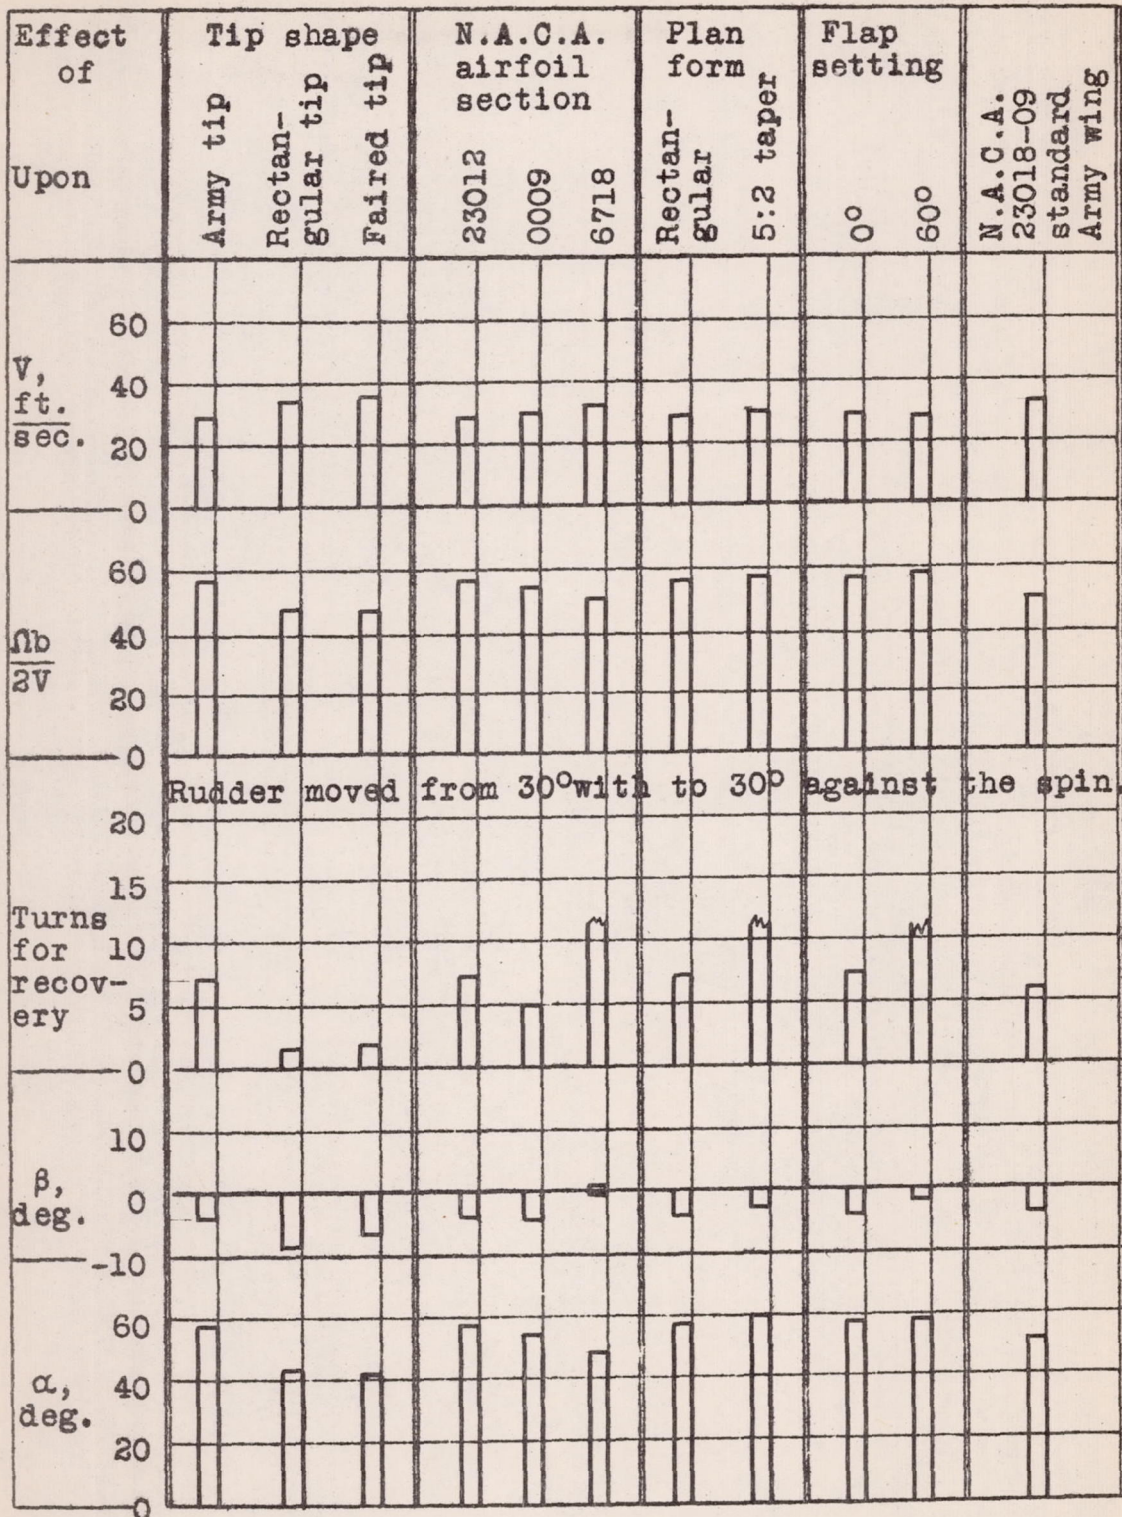 Effect
of
Upon
Tip shape
Army tip
Rectan-
gular tip
Faired tip
N.A.C.A.
airfoil
section
23012
0009
6718
Plan
form
Rectan-
gular
5:2 taper
Flap
setting
0°
60°
N.A.C.A.
23018-09
standard
Army wing
V,
ft.
sec.
60
40
20
0
Ωb
2V
60
40
20
0
Rudder moved from 30° with to 30° against the spin.
Turns
for
recov-
ery
20
15
10
5
0
β,
deg.
10
0
-10
α,
deg.
60
40
20
0